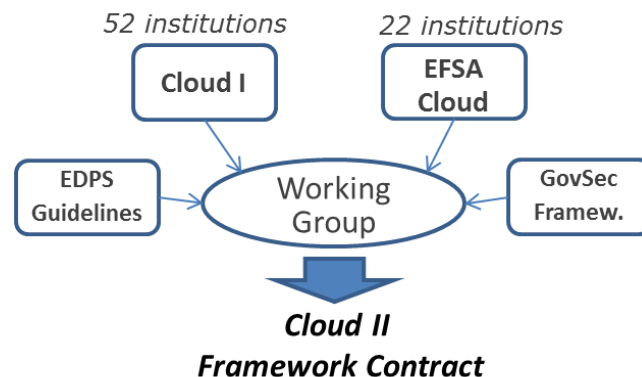 52 institutions
22 institutions
Cloud I
EFSA
Cloud
EDPS
Guidelines
Working
Group
GovSec
Framew.
Cloud II
Framework Contract